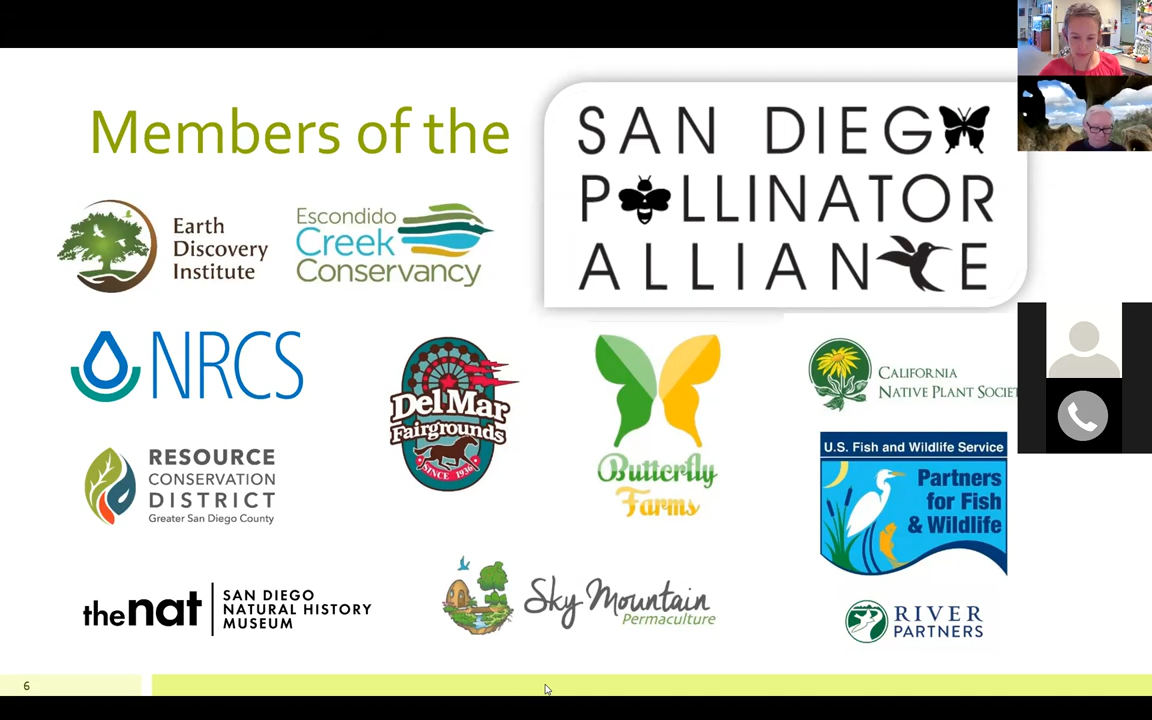 Members of the
SAN DIEGO
POLLINATOR
ALLIANCE
Earth
Discovery
Institute
Escondido
Creek
Conservancy
NRCS
Del Mar
Fairgrounds
SINCE 1936
Butterfly
Farms
CALIFORNIA
NATIVE PLANT SOCIET
RESOURCE
CONSERVATION
DISTRICT
Greater San Diego County
U.S. Fish and Wildlife Service
Partners
for Fish
& Wildlife
thenat
SAN DIEGO
NATURAL HISTORY
MUSEUM
Sky Mountain
Permaculture
RIVER
PARTNERS
6